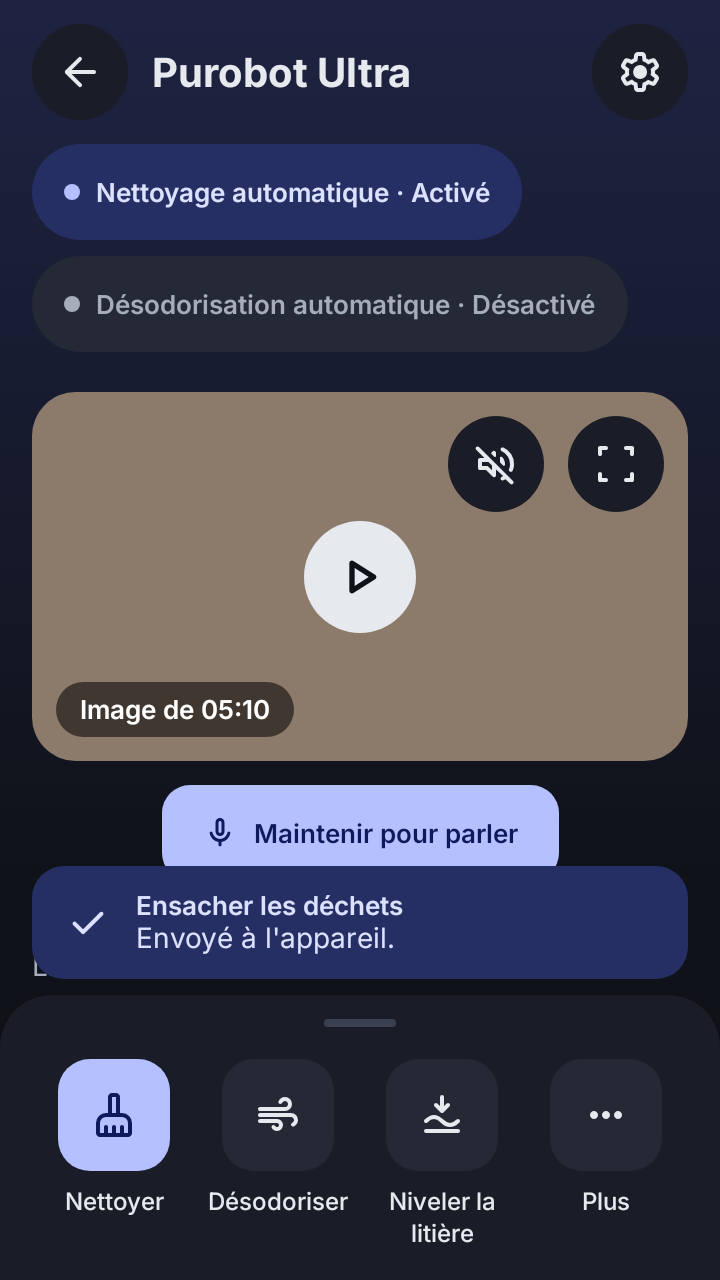 Purobot Ultra
Nettoyage automatique · Activé
Désodorisation automatique · Désactivé
Image de 05:10
Maintenir pour parler
Ensacher les déchets
Envoyé à l'appareil.
Nettoyer
Désodoriser
Niveler la
litière
Plus